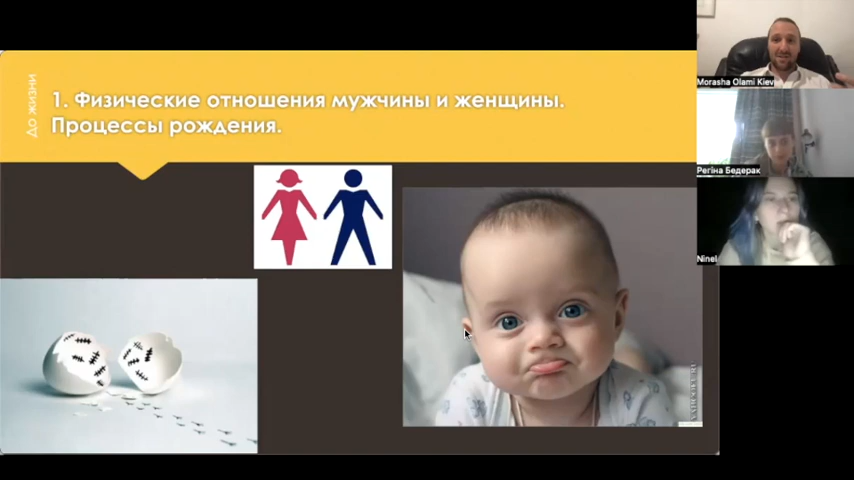 До жизни
1. Физические отношения мужчины и женщины.
Процессы рождения.
Morasha Olami Kiev
Регіна Бедерак
Ninel